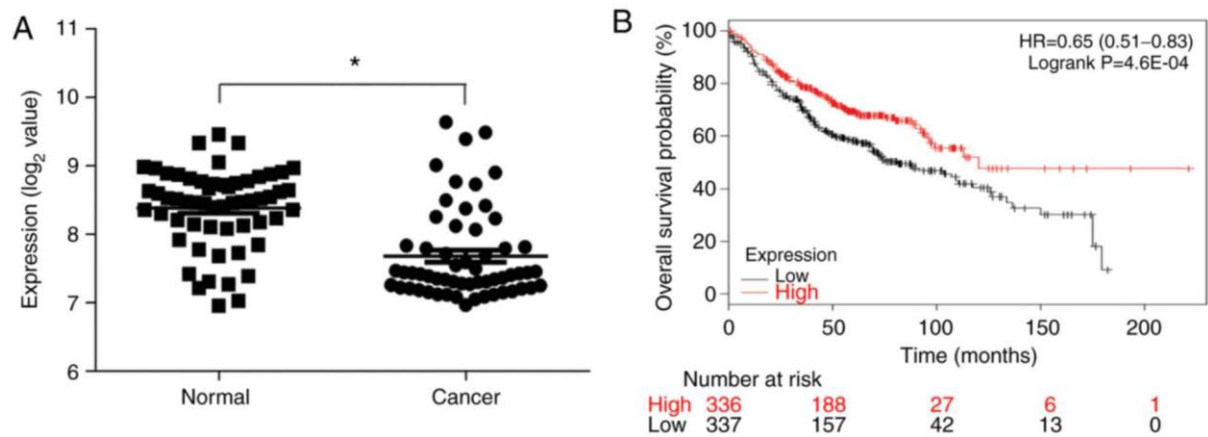 A
Expression (log2 value)
11
10
9
8
7
6
*
Normal Cancer
B
Overall survival probability (%)
100
80
60
40
20
0
HR=0.65 (0.51–0.83)
Logrank P=4.6E-04
Expression
Low
High
0 50 100 150 200
Time (months)
Number at risk
High 336 188 27 6 1
Low 337 157 42 13 0